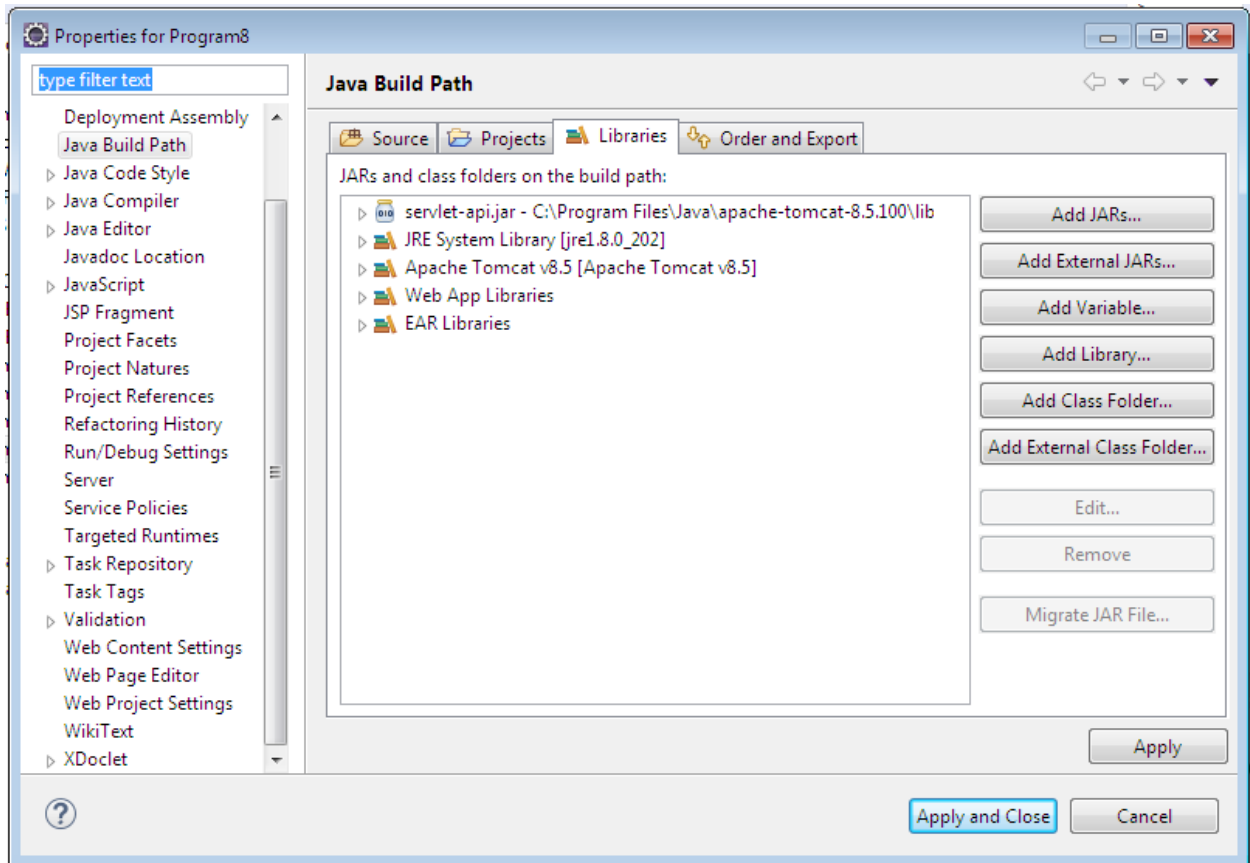 Properties for Program8
type filter text
Deployment Assembly
Java Build Path
Java Code Style
Java Compiler
Java Editor
Javadoc Location
JavaScript
JSP Fragment
Project Facets
Project Natures
Project References
Refactoring History
Run/Debug Settings
Server
Service Policies
Targeted Runtimes
Task Repository
Task Tags
Validation
Web Content Settings
Web Page Editor
Web Project Settings
WikiText
XDoclet
Java Build Path
Source Projects Libraries Order and Export
JARs and class folders on the build path:
servlet-api.jar - C:\Program Files\Java\apache-tomcat-8.5.100\lib
JRE System Library [jre1.8.0_202]
Apache Tomcat v8.5 [Apache Tomcat v8.5]
Web App Libraries
EAR Libraries
Add JARs...
Add External JARs...
Add Variable...
Add Library...
Add Class Folder...
Add External Class Folder...
Edit...
Remove
Migrate JAR File...
Apply
Apply and Close Cancel